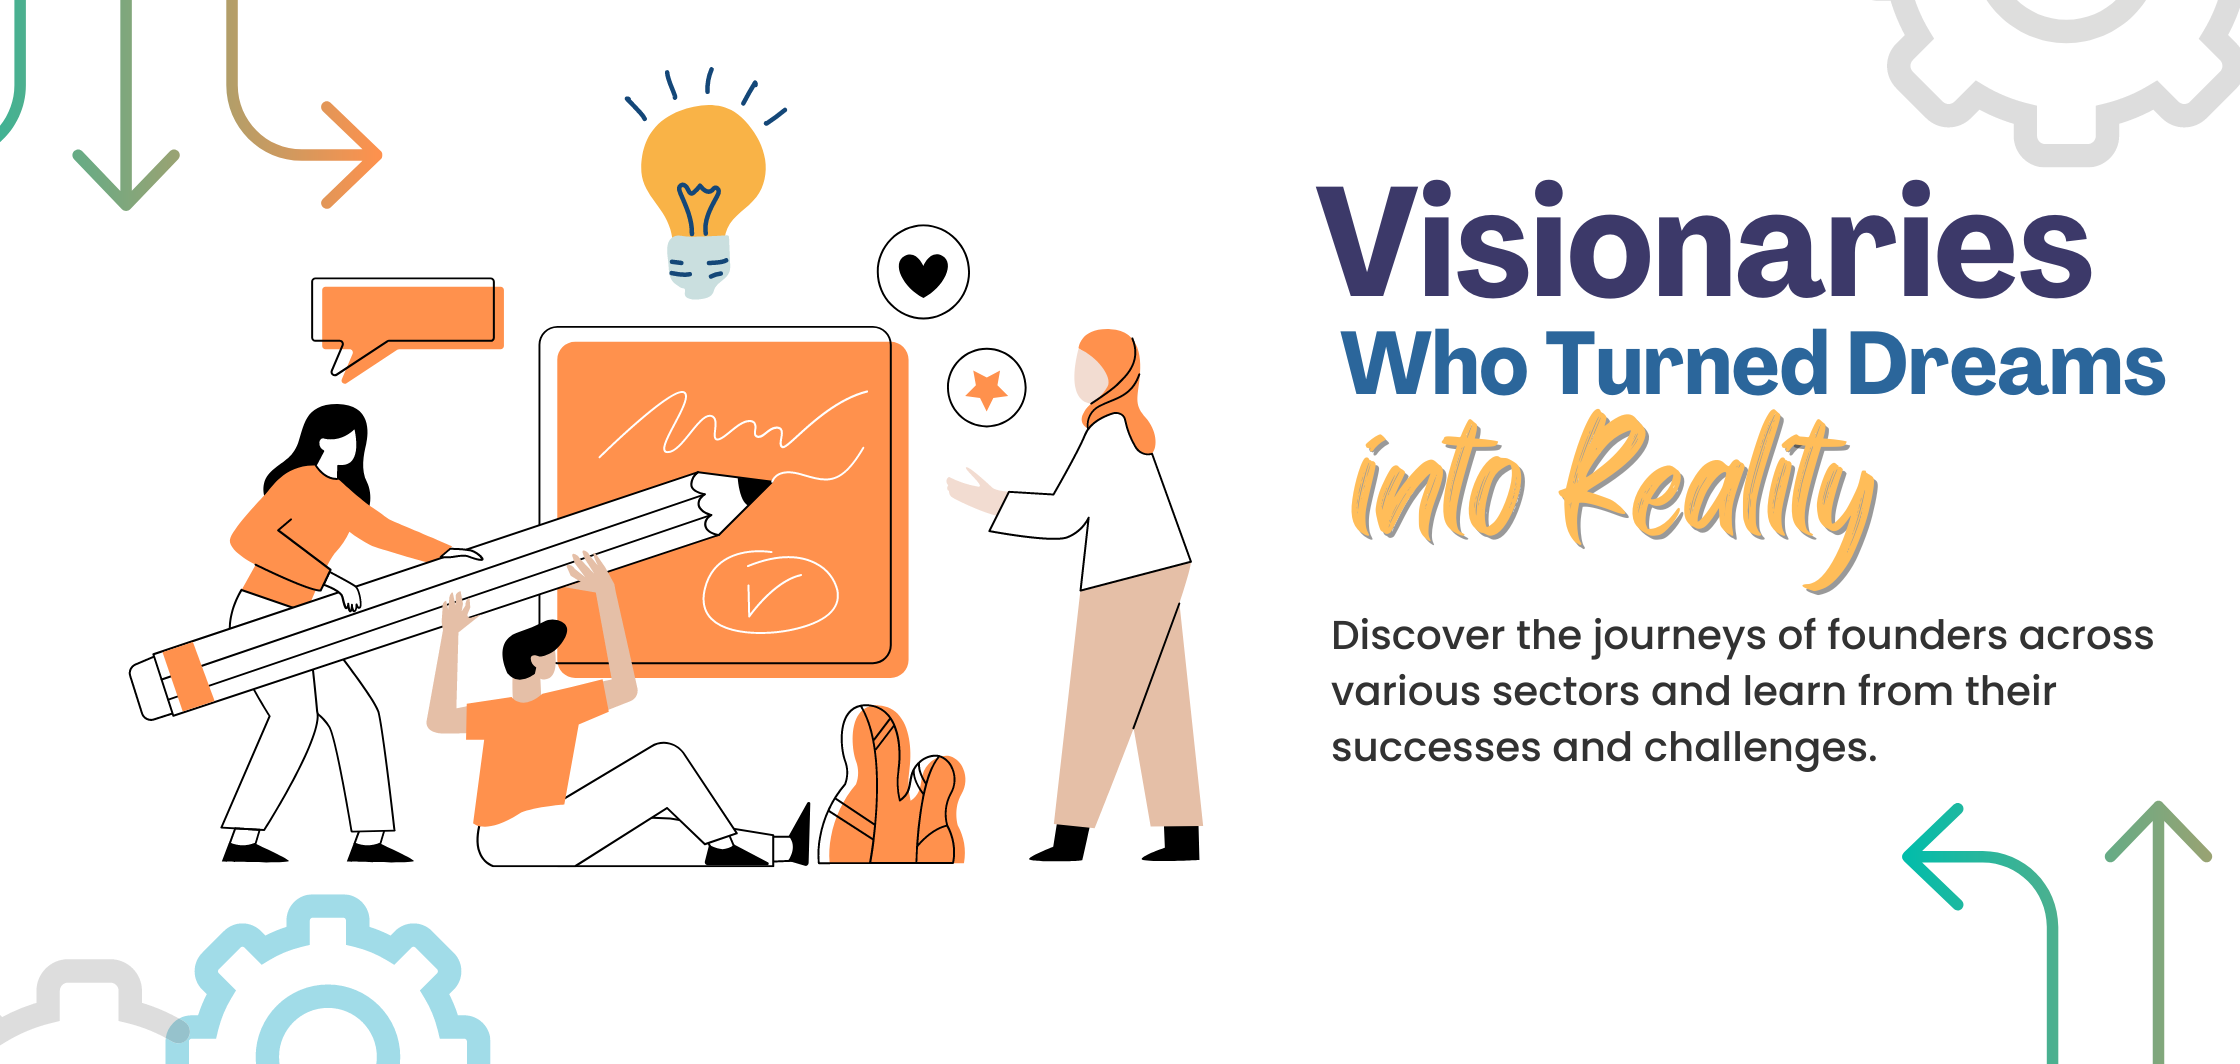 Visionaries
Who Turned Dreams
into Reality
Discover the journeys of founders across
various sectors and learn from their
successes and challenges.